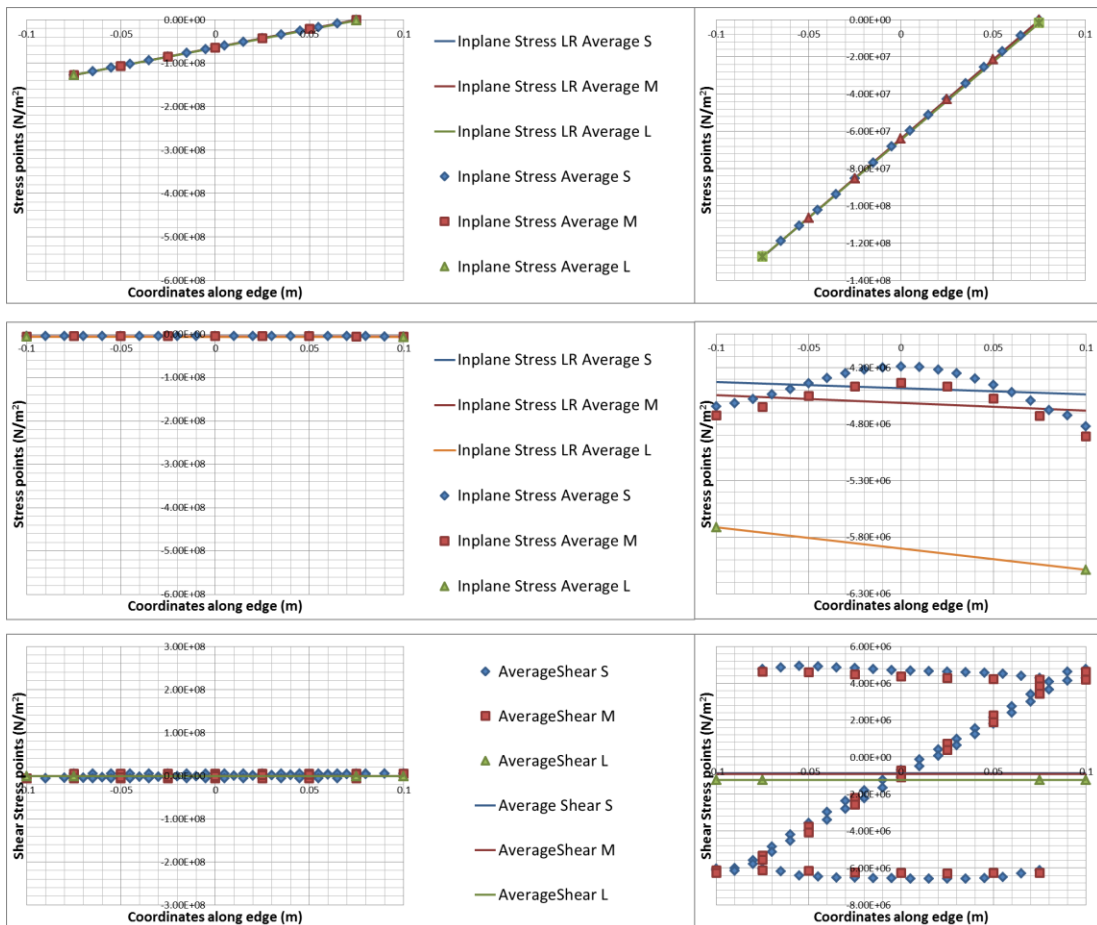 Stress points (N/m²)
0.00E+00
-0.1 -0.05 0 0.05 0.1
-1.00E+08
-2.00E+08
-3.00E+08
-4.00E+08
-5.00E+08
-6.00E+08
Coordinates along edge (m)
Inplane Stress LR Average S
Inplane Stress LR Average M
Inplane Stress LR Average L
Inplane Stress Average S
Inplane Stress Average M
Inplane Stress Average L
Stress points (N/m²)
0.00E+00
-0.1 -0.05 0 0.05 0.1
-2.00E+07
-4.00E+07
-6.00E+07
-8.00E+07
-1.00E+08
-1.20E+08
-1.40E+08
Coordinates along edge (m)
Stress points (N/m²)
0.00E+00
-0.1 -0.05 0 0.05 0.1
-1.00E+08
-2.00E+08
-3.00E+08
-4.00E+08
-5.00E+08
-6.00E+08
Coordinates along edge (m)
Inplane Stress LR Average S
Inplane Stress LR Average M
Inplane Stress LR Average L
Inplane Stress Average S
Inplane Stress Average M
Inplane Stress Average L
Stress points (N/m²)
-0.1 -0.05 0 0.05 0.1
-4.30E+06
-4.80E+06
-5.30E+06
-5.80E+06
-6.30E+06
Coordinates along edge (m)
Shear Stress points (N/m²)
3.00E+08
2.00E+08
1.00E+08
0.00E+00
-0.1 -0.05 0 0.05 0.1
-1.00E+08
-2.00E+08
-3.00E+08
Coordinates along edge (m)
AverageShear S
AverageShear M
AverageShear L
Average Shear S
AverageShear M
AverageShear L
Shear Stress points (N/m²)
6.00E+06
4.00E+06
2.00E+06
0.00E+00
-0.1 -0.05 0 0.05 0.1
-2.00E+06
-4.00E+06
-6.00E+06
-8.00E+06
Coordinates along edge (m)